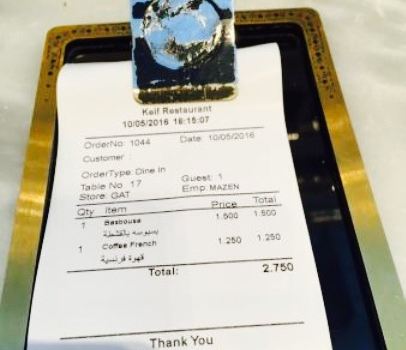 Keif Restaurant
10/05/2016 16:15:07
OrderNo: 1044 Date: 10/05/2016
Customer :
OrderType: Dine In
Table No 17 Guest: 1
Store: GAT Emp MAZEN
Qty Item Price Total
1 Basbousa 1.500 1.500
بسبوسه بالقشطة
1 Coffee French 1.250 1.250
قهوة فرنسية
Total: 2.750
Thank You